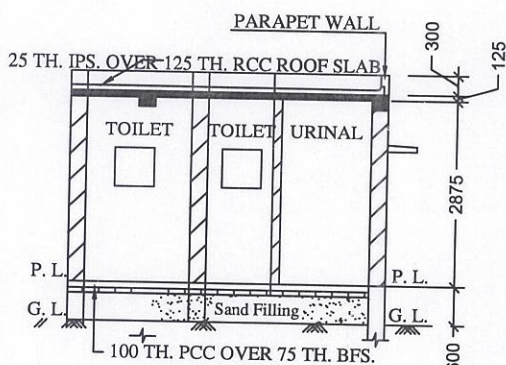 PARAPET WALL
25 TH. IPS. OVER 125 TH. RCC ROOF SLAB
300
125
TOILET
TOILET
URINAL
2875
P. L.
P. L.
G. L.
Sand Filling
G. L.
100 TH. PCC OVER 75 TH. BFS.